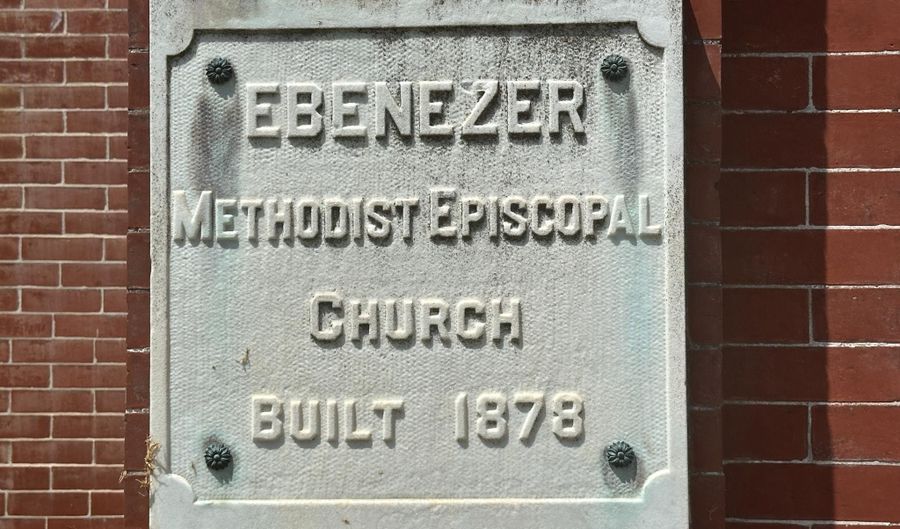 EBENEZER
METHODIST EPISCOPAL
CHURCH
BUILT 1878